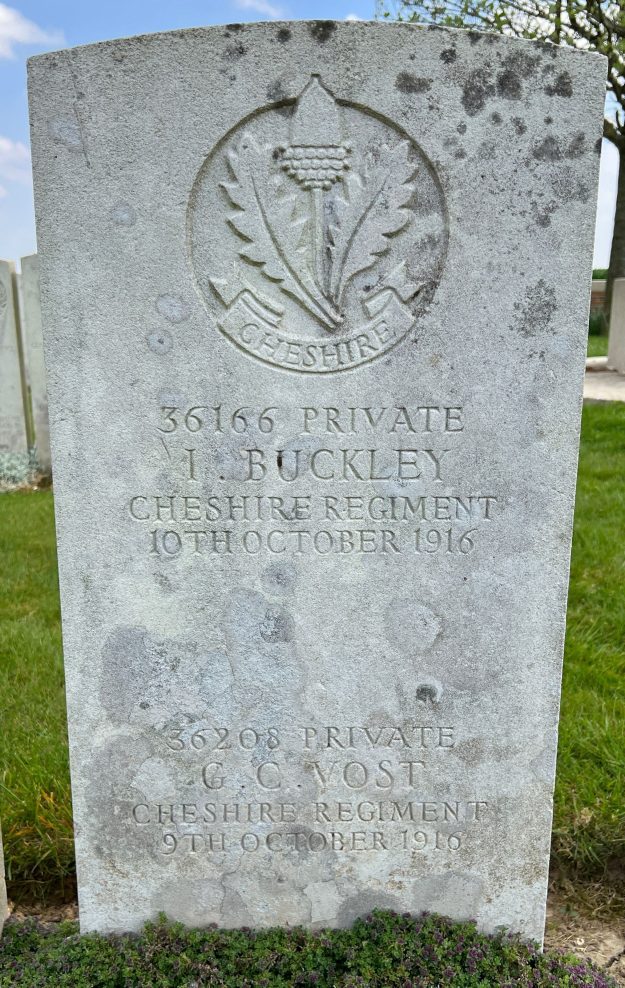 CHESHIRE
36166 PRIVATE
I. BUCKLEY
CHESHIRE REGIMENT
10TH OCTOBER 1916
36208 PRIVATE
G. C. VOST
CHESHIRE REGIMENT
9TH OCTOBER 1916